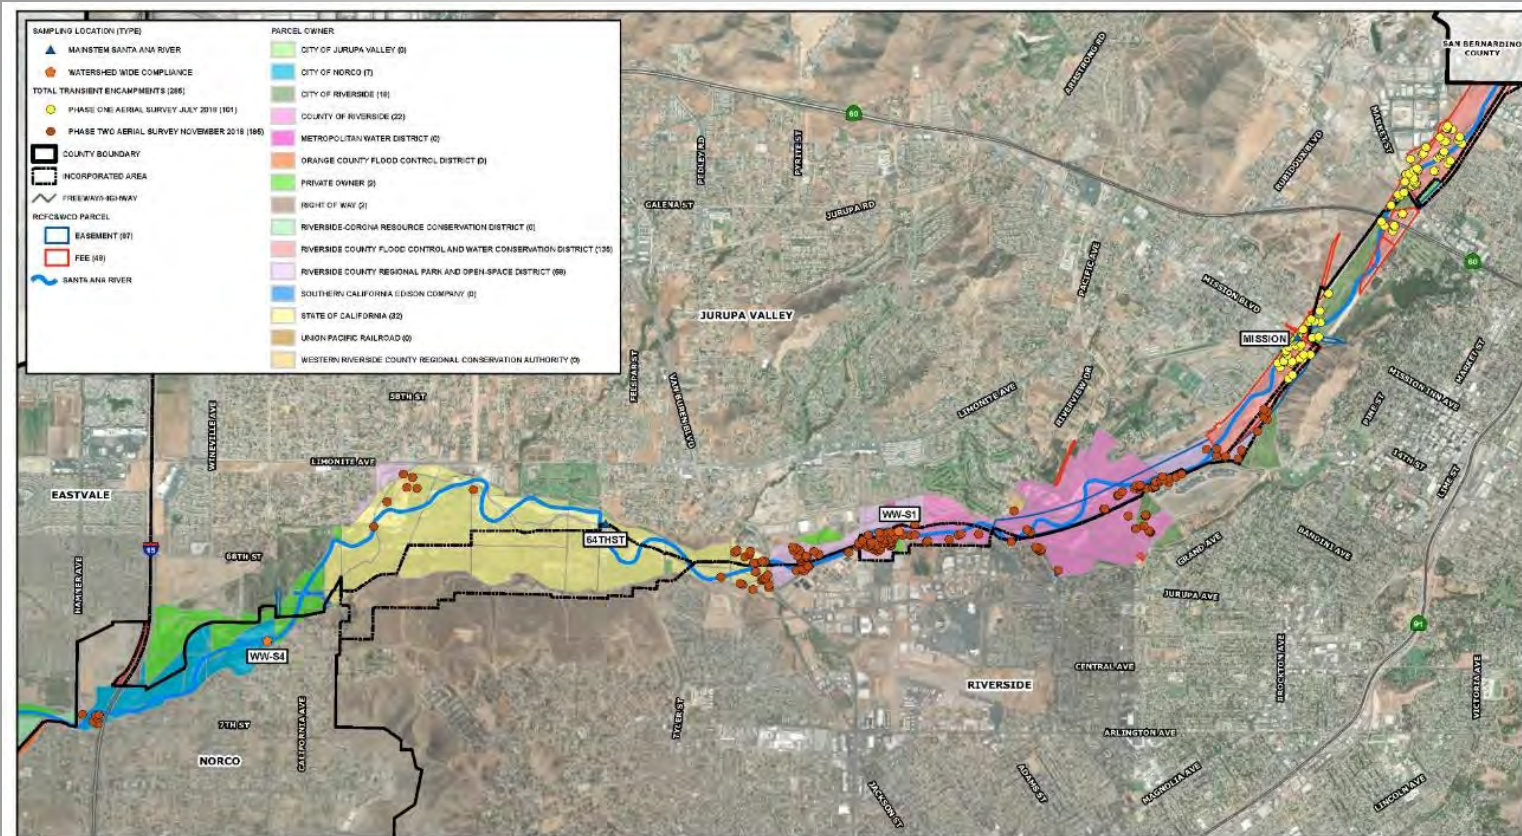 SAMPLING LOCATION (TYPE)
MAINSTEM SANTA ANA RIVER
WATERSHED WIDE COMPLIANCE
TOTAL TRANSIENT ENCAMPMENTS (286)
PHASE ONE AERIAL SURVEY JULY 2018 (101)
PHASE TWO AERIAL SURVEY NOVEMBER 2018 (185)
COUNTY BOUNDARY
INCORPORATED AREA
FREEWAY/HIGHWAY
RCFC&WCD PARCEL
EASEMENT (87)
FEE (49)
SANTA ANA RIVER
PARCEL OWNER
CITY OF JURUPA VALLEY (0)
CITY OF NORCO (7)
CITY OF RIVERSIDE (18)
COUNTY OF RIVERSIDE (22)
METROPOLITAN WATER DISTRICT (0)
ORANGE COUNTY FLOOD CONTROL DISTRICT (0)
PRIVATE OWNER (2)
RIGHT OF WAY (2)
RIVERSIDE-CORONA RESOURCE CONSERVATION DISTRICT (0)
RIVERSIDE COUNTY FLOOD CONTROL AND WATER CONSERVATION DISTRICT (135)
RIVERSIDE COUNTY REGIONAL PARK AND OPEN-SPACE DISTRICT (68)
SOUTHERN CALIFORNIA EDISON COMPANY (0)
STATE OF CALIFORNIA (32)
UNION PACIFIC RAILROAD (0)
WESTERN RIVERSIDE COUNTY REGIONAL CONSERVATION AUTHORITY (0)
SAN BERNARDINO
COUNTY
ARMSTRONG RD
60
MARKET ST
RUBIDOUX BLVD
PEDLEY RD
PYRITE ST
GALENA ST
JURUPA RD
PACIFIC AVE
60
MISSION BLVD
JURUPA VALLEY
MISSION
MARKET ST
FELSPAR ST
VAN BUREN BLVD
LIMONITE AVE
RIVERVIEW DR
MISSION INN AVE
PINE ST
58TH ST
WINEVILLE AVE
LIMONITE AVE
14TH ST
LIME ST
EASTVALE
WW-S1
64THST
15
68TH ST
HAMNER AVE
GRAND AVE
BANDINI AVE
JURUPA AVE
91
WW-S4
CENTRAL AVE
BROCKTON AVE
VICTORIA AVE
RIVERSIDE
7TH ST
CALIFORNIA AVE
TYLER ST
ARLINGTON AVE
NORCO
JACKSON ST
ADAMS ST
MAGNOLIA AVE
LINCOLN AVE